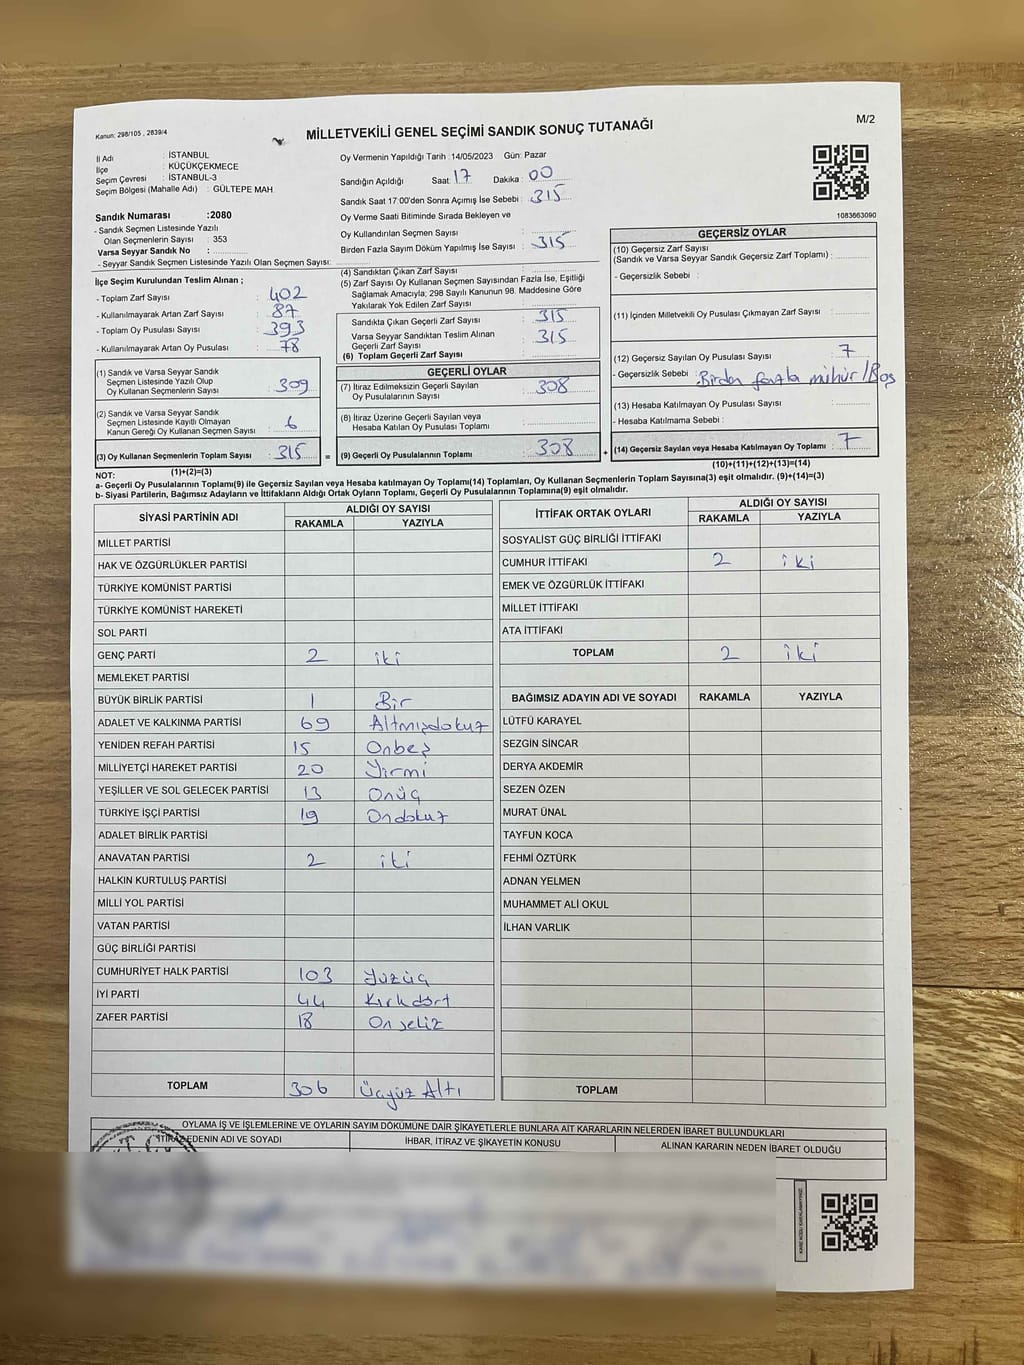 Kanun: 298/105 , 2839/4
MİLLETVEKİLİ GENEL SEÇİMİ SANDIK SONUÇ TUTANAĞI
M/2
İl Adı : İSTANBUL
İlçe : KÜÇÜKÇEKMECE
Seçim Çevresi : İSTANBUL-3
Seçim Bölgesi (Mahalle Adı) : GÜLTEPE MAH.
Oy Vermenin Yapıldığı Tarih : 14/05/2023 Gün: Pazar
Sandığın Açıldığı Saat : 17 Dakika : 00
Sandık Saat 17:00'den Sonra Açımış İse Sebebi : 315
Oy Verme Saati Bitiminde Sırada Bekleyen ve
Oy Kullandırılan Seçmen Sayısı :
Birden Fazla Sayım Döküm Yapılmış İse Sayısı : 315
1083663090
Sandık Numarası : 2080
- Sandık Seçmen Listesinde Yazılı
Olan Seçmenlerin Sayısı : 353
Varsa Seyyar Sandık No :
- Seyyar Sandık Seçmen Listesinde Yazılı Olan Seçmen Sayısı:
İlçe Seçim Kurulundan Teslim Alınan ;
- Toplam Zarf Sayısı : 402
- Kullanılmayarak Artan Zarf Sayısı : 87
- Toplam Oy Pusulası Sayısı : 393
- Kullanılmayarak Artan Oy Pusulası : 78
(1) Sandık ve Varsa Seyyar Sandık
Seçmen Listesinde Yazılı Olup
Oy Kullanan Seçmenlerin Sayısı : 309
(2) Sandık ve Varsa Seyyar Sandık
Seçmen Listesinde Kayıtlı Olmayan
Kanun Gereği Oy Kullanan Seçmen Sayısı : 6
(3) Oy Kullanan Seçmenlerin Toplam Sayısı : 315
(1)+(2)=(3)
(4) Sandıktan Çıkan Zarf Sayısı :
(5) Zarf Sayısı Oy Kullanan Seçmen Sayısından Fazla İse, Eşitliği
Sağlamak Amacıyla, 298 Sayılı Kanunun 98. Maddesine Göre
Yakılarak Yok Edilen Zarf Sayısı :
Sandıkta Çıkan Geçerli Zarf Sayısı : 315
Varsa Seyyar Sandıktan Teslim Alınan
Geçerli Zarf Sayısı : 315
(6) Toplam Geçerli Zarf Sayısı :
=
GEÇERLİ OYLAR
(7) İtiraz Edilmeksizin Geçerli Sayılan
Oy Pusulalarının Sayısı : 308
(8) İtiraz Üzerine Geçerli Sayılan veya
Hesaba Katılan Oy Pusulası Toplamı :
(9) Geçerli Oy Pusulalarının Toplamı : 308
+
GEÇERSİZ OYLAR
(10) Geçersiz Zarf Sayısı
(Sandık ve Varsa Seyyar Sandık Geçersiz Zarf Toplamı) :
- Geçersizlik Sebebi :
(11) İçinden Milletvekili Oy Pusulası Çıkmayan Zarf Sayısı :
(12) Geçersiz Sayılan Oy Pusulası Sayısı : 7
- Geçersizlik Sebebi : Birden fazla mühür/Boş
(13) Hesaba Katılmayan Oy Pusulası Sayısı :
- Hesaba Katılmama Sebebi :
(14) Geçersiz Sayılan veya Hesaba Katılmayan Oy Toplamı : 7
(10)+(11)+(12)+(13)=(14)
NOT:
a- Geçerli Oy Pusulalarının Toplamı(9) ile Geçersiz Sayılan veya Hesaba katılmayan Oy Toplamı(14) Toplamları, Oy Kullanan Seçmenlerin Toplam Sayısına(3) eşit olmalıdır. (9)+(14)=(3)
b- Siyasi Partilerin, Bağımsız Adayların ve İttifakların Aldığı Ortak Oyların Toplamı, Geçerli Oy Pusulalarının Toplamına(9) eşit olmalıdır.
SİYASİ PARTİNİN ADI ALDIĞI OY SAYISI
RAKAMLA YAZIYLA
MİLLET PARTİSİ
HAK VE ÖZGÜRLÜKLER PARTİSİ
TÜRKİYE KOMÜNİST PARTİSİ
TÜRKİYE KOMÜNİST HAREKETİ
SOL PARTİ
GENÇ PARTİ 2 iki
MEMLEKET PARTİSİ
BÜYÜK BİRLİK PARTİSİ 1 Bir
ADALET VE KALKINMA PARTİSİ 69 Altmışdokuz
YENİDEN REFAH PARTİSİ 15 Onbeş
MİLLİYETÇİ HAREKET PARTİSİ 20 Yirmi
YEŞİLLER VE SOL GELECEK PARTİSİ 13 Onüç
TÜRKİYE İŞÇİ PARTİSİ 19 Ondokuz
ADALET BİRLİK PARTİSİ
ANAVATAN PARTİSİ 2 iki
HALKIN KURTULUŞ PARTİSİ
MİLLİ YOL PARTİSİ
VATAN PARTİSİ
GÜÇ BİRLİĞİ PARTİSİ
CUMHURİYET HALK PARTİSİ 103 Yüzüç
İYİ PARTİ 44 Kırkdört
ZAFER PARTİSİ 18 Onsekiz
TOPLAM 306 Üçyüz Altı
İTTİFAK ORTAK OYLARI ALDIĞI OY SAYISI
RAKAMLA YAZIYLA
SOSYALİST GÜÇ BİRLİĞİ İTTİFAKI
CUMHUR İTTİFAKI 2 iki
EMEK VE ÖZGÜRLÜK İTTİFAKI
MİLLET İTTİFAKI
ATA İTTİFAKI
TOPLAM 2 iki
BAĞIMSIZ ADAYIN ADI VE SOYADI RAKAMLA YAZIYLA
LÜTFÜ KARAYEL
SEZGİN SİNCAR
DERYA AKDEMİR
SEZEN ÖZEN
MURAT ÜNAL
TAYFUN KOCA
FEHMİ ÖZTÜRK
ADNAN YELMEN
MUHAMMET ALİ OKUL
İLHAN VARLIK
TOPLAM
OYLAMA İŞ VE İŞLEMLERİNE VE OYLARIN SAYIM DÖKÜMÜNE DAİR ŞİKAYETLERLE BUNLARA AİT KARARLARIN NELERDEN İBARET BULUNDUKLARI
İTİRAZ EDENİN ADI VE SOYADI İHBAR, İTİRAZ VE ŞİKAYETİN KONUSU ALINAN KARARIN NEDEN İBARET OLDUĞU
T.C.